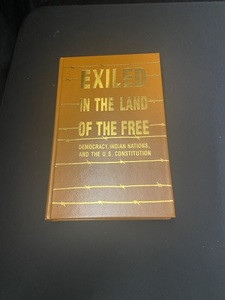 EXILED
IN THE LAND
OF THE FREE
DEMOCRACY, INDIAN NATIONS,
AND THE U.S. CONSTITUTION